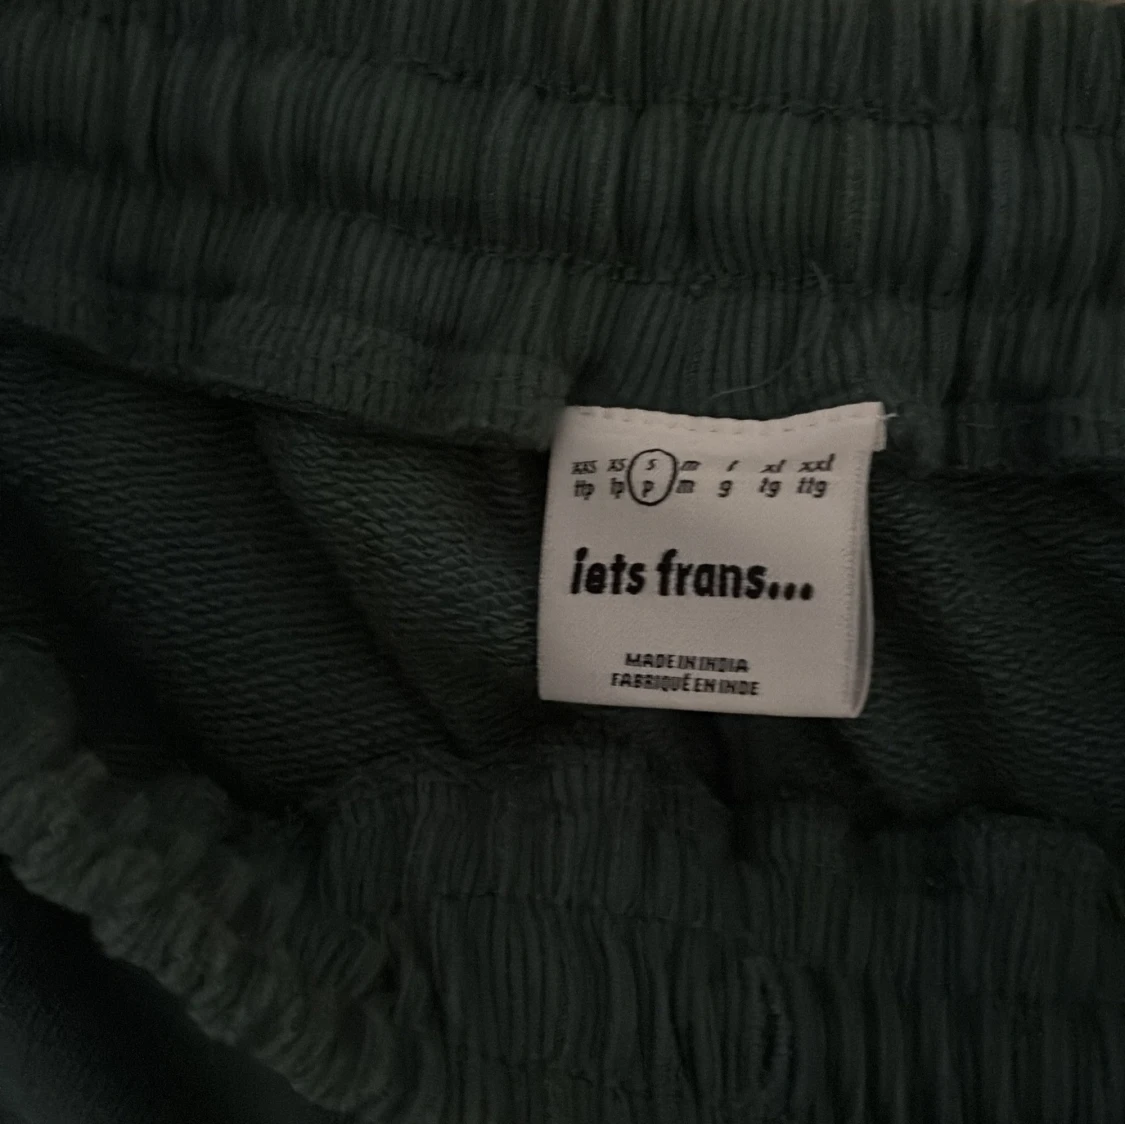 xxs xs s m l xl xxl
ttp tp p m g tg ttg
iets frans...
MADE IN INDIA
FABRIQUÉ EN INDE